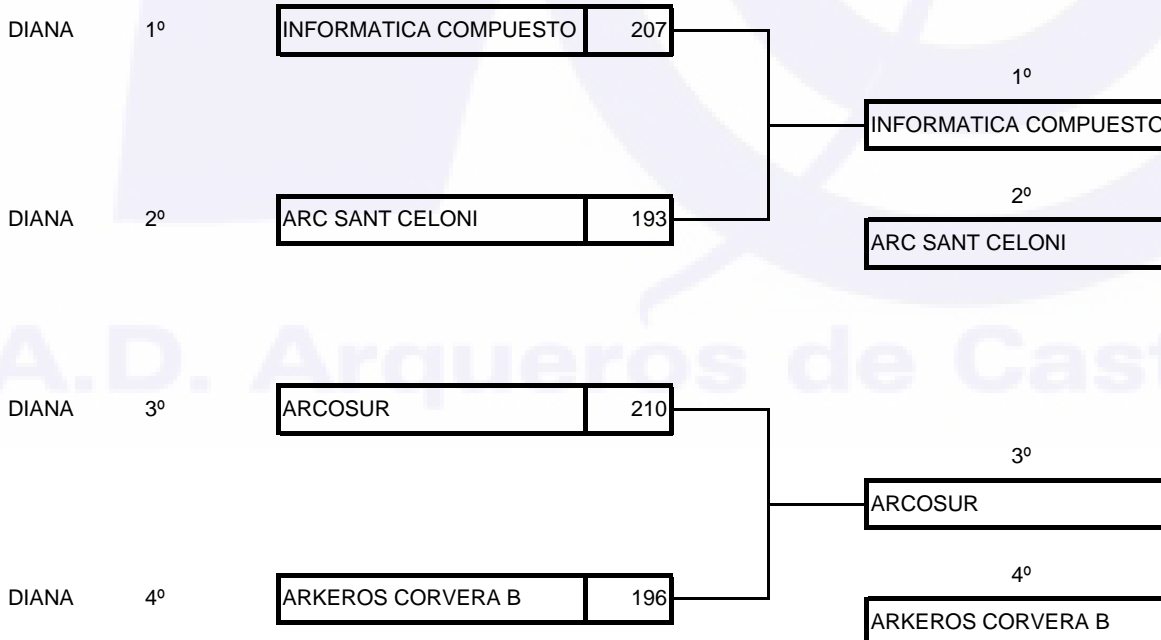 DIANA 1º INFORMATICA COMPUESTO 207
1º
INFORMATICA COMPUESTO
2º
DIANA 2º ARC SANT CELONI 193
ARC SANT CELONI
A.D. Arqueros de Cast
DIANA 3º ARCOSUR 210
3º
ARCOSUR
4º
DIANA 4º ARKEROS CORVERA B 196
ARKEROS CORVERA B